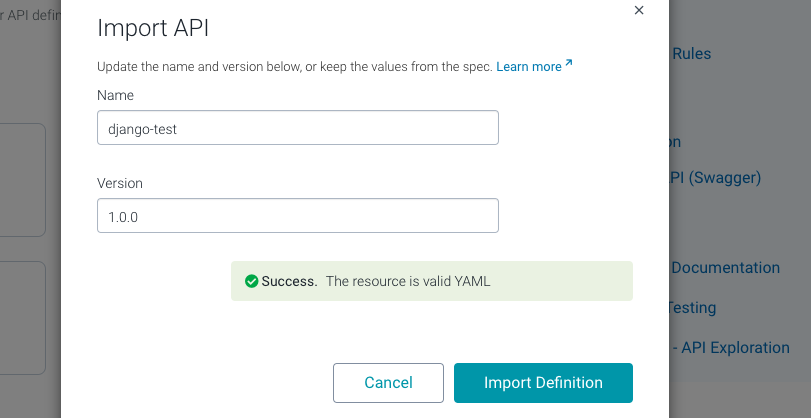 r API defin
Import API
×
Update the name and version below, or keep the values from the spec. Learn more
Rules
Name
django-test
on
PI (Swagger)
Version
1.0.0
Documentation
Success. The resource is valid YAML
Testing
- API Exploration
Cancel
Import Definition